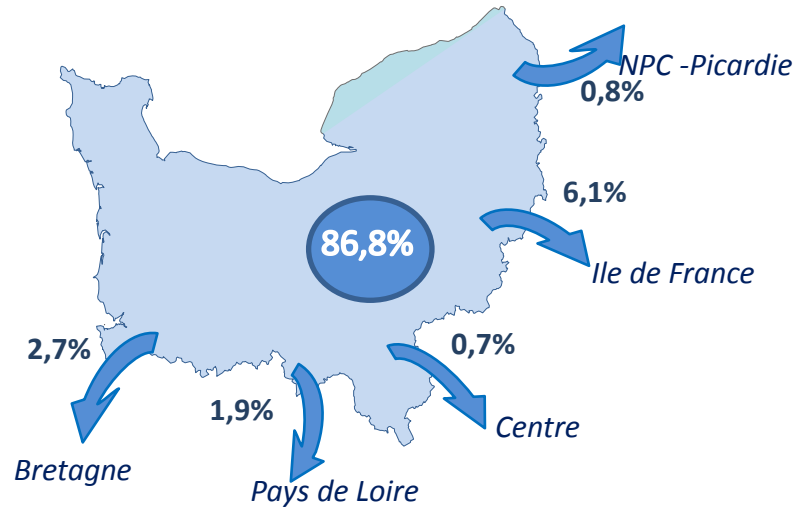 NPC -Picardie
0,8%
6,1%
86,8%
Ile de France
2,7%
0,7%
1,9%
Centre
Bretagne
Pays de Loire